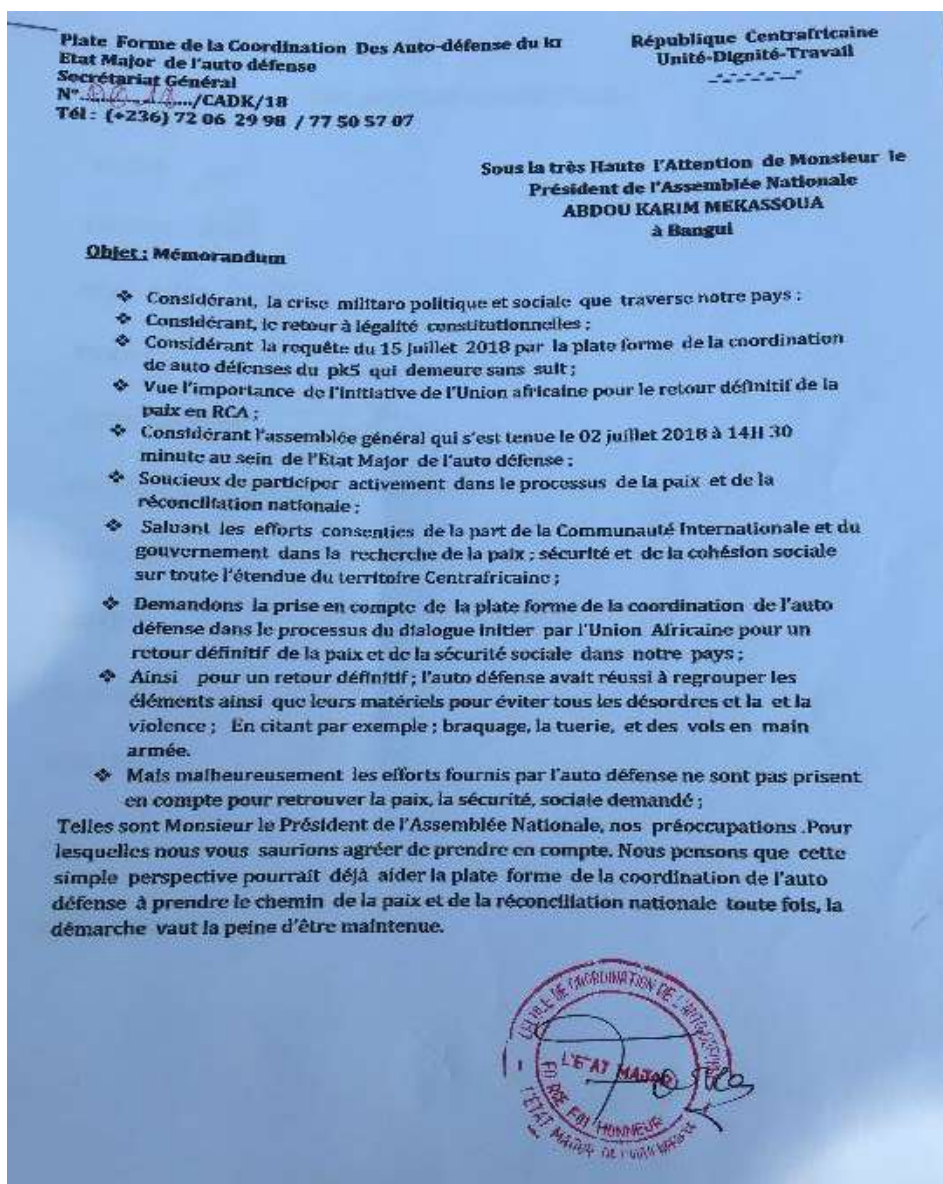 Plate Forme de la Coordination Des Auto-défense du kı
Etat Major de l'auto défense
Secrétariat Général
N°............../CADK/18
Tél : (+236) 72 06 29 98 / 77 50 57 07
République Centrafricaine
Unité-Dignité-Travail
Sous la très Haute l'Attention de Monsieur le
Président de l'Assemblée Nationale
ABDOU KARIM MEKASSOUA
à Bangui
Objet : Mémorandum
❖ Considérant, la crise militaro politique et sociale que traverse notre pays ;
❖ Considérant, le retour à légalité constitutionnelles ;
❖ Considérant la requête du 15 juillet 2018 par la plate forme de la coordination
de auto défenses du pk5 qui demeure sans suit ;
❖ Vue l'importance de l'initiative de l'Union africaine pour le retour définitif de la
paix en RCA ;
❖ Considérant l'assemblée général qui s'est tenue le 02 juillet 2018 à 14H 30
minute au sein de l'Etat Major de l'auto défense ;
❖ Soucieux de participer activement dans le processus de la paix et de la
réconciliation nationale ;
❖ Saluant les efforts consenties de la part de la Communauté Internationale et du
gouvernement dans la recherche de la paix ; sécurité et de la cohésion sociale
sur toute l'étendue du territoire Centrafricaine ;
❖ Demandons la prise en compte de la plate forme de la coordination de l'auto
défense dans le processus du dialogue initier par l'Union Africaine pour un
retour définitif de la paix et de la sécurité sociale dans notre pays ;
❖ Ainsi pour un retour définitif ; l'auto défense avait réussi à regrouper les
éléments ainsi que leurs matériels pour éviter tous les désordres et la et la
violence ; En citant par exemple ; braquage, la tuerie, et des vols en main
armée.
❖ Mais malheureusement les efforts fournis par l'auto défense ne sont pas prisent
en compte pour retrouver la paix, la sécurité, sociale demandé ;
Telles sont Monsieur le Président de l'Assemblée Nationale, nos préoccupations .Pour
lesquelles nous vous saurions agréer de prendre en compte. Nous pensons que cette
simple perspective pourrait déjà aider la plate forme de la coordination de l'auto
défense à prendre le chemin de la paix et de la réconciliation nationale toute fois, la
démarche vaut la peine d'être maintenue.
DE COORDINATION DE L'AUTODEFENSE
L'ETAT MAJOR
FORCE FOI HONNEUR
L'ETAT MAJOR DE